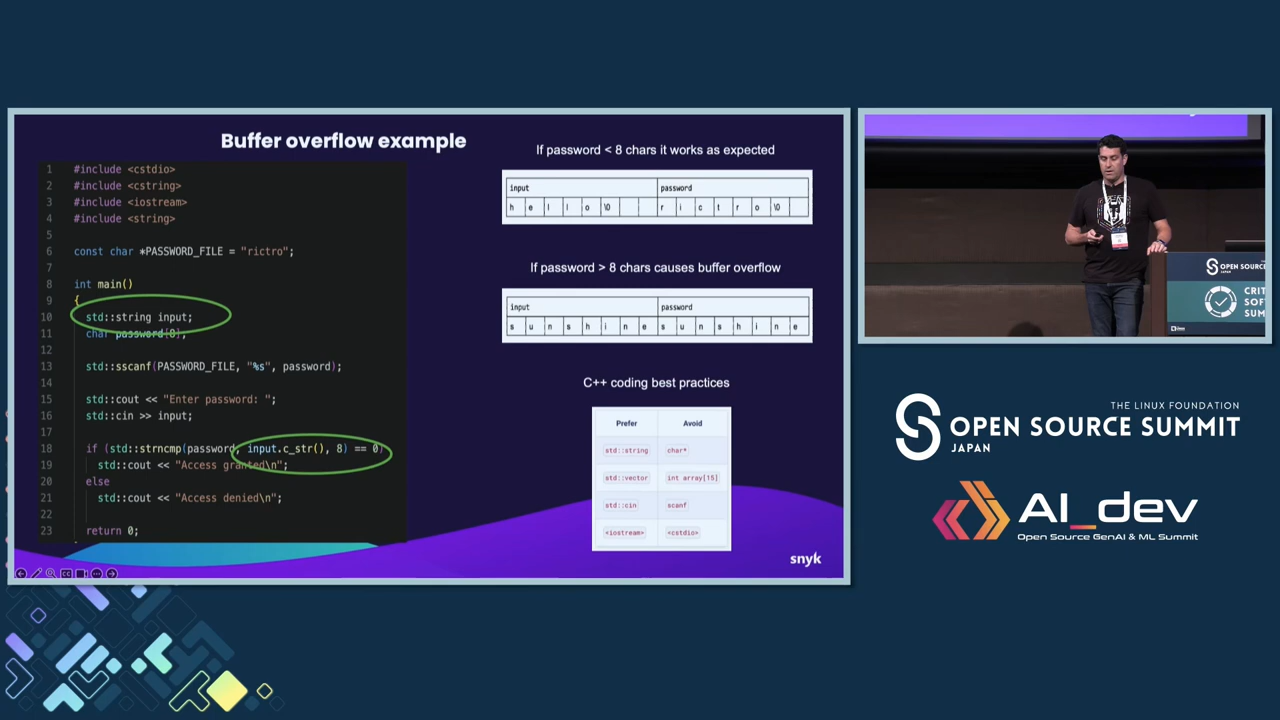 Buffer overflow example
1 #include <cstdio>
2 #include <cstring>
3 #include <iostream>
4 #include <string>
5
6 const char *PASSWORD_FILE = "rictro";
7
8 int main()
9 {
10 std::string input;
11 char password[8];
12
13 std::sscanf(PASSWORD_FILE, "%s", password);
14
15 std::cout << "Enter password: ";
16 std::cin >> input;
17
18 if (std::strncmp(password, input.c_str(), 8) == 0)
19 std::cout << "Access granted\n";
20 else
21 std::cout << "Access denied\n";
22
23 return 0;
If password < 8 chars it works as expected
input password
h e l l o \0 r i c t r o \0
If password > 8 chars causes buffer overflow
input password
s u n s h i n e s u n s h i n e
C++ coding best practices
Prefer Avoid
std::string char*
std::vector int array[15]
std::cin scanf
<iostream> <cstdio>
snyk
CC
OPEN SOURCE
JAPAN
CRIT
SOF
SUM
THE LINUX FOUNDATION
OPEN SOURCE SUMMIT
JAPAN
AI_dev
Open Source GenAI & ML Summit